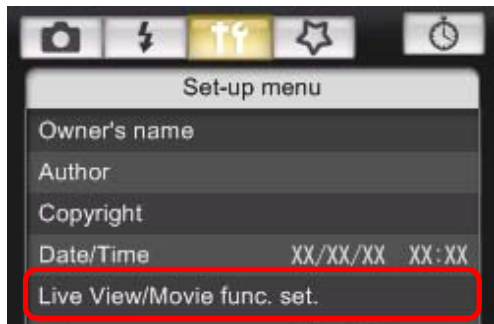 Set-up menu
Owner's name
Author
Copyright
Date/Time XX/XX/XX XX:XX
Live View/Movie func. set.